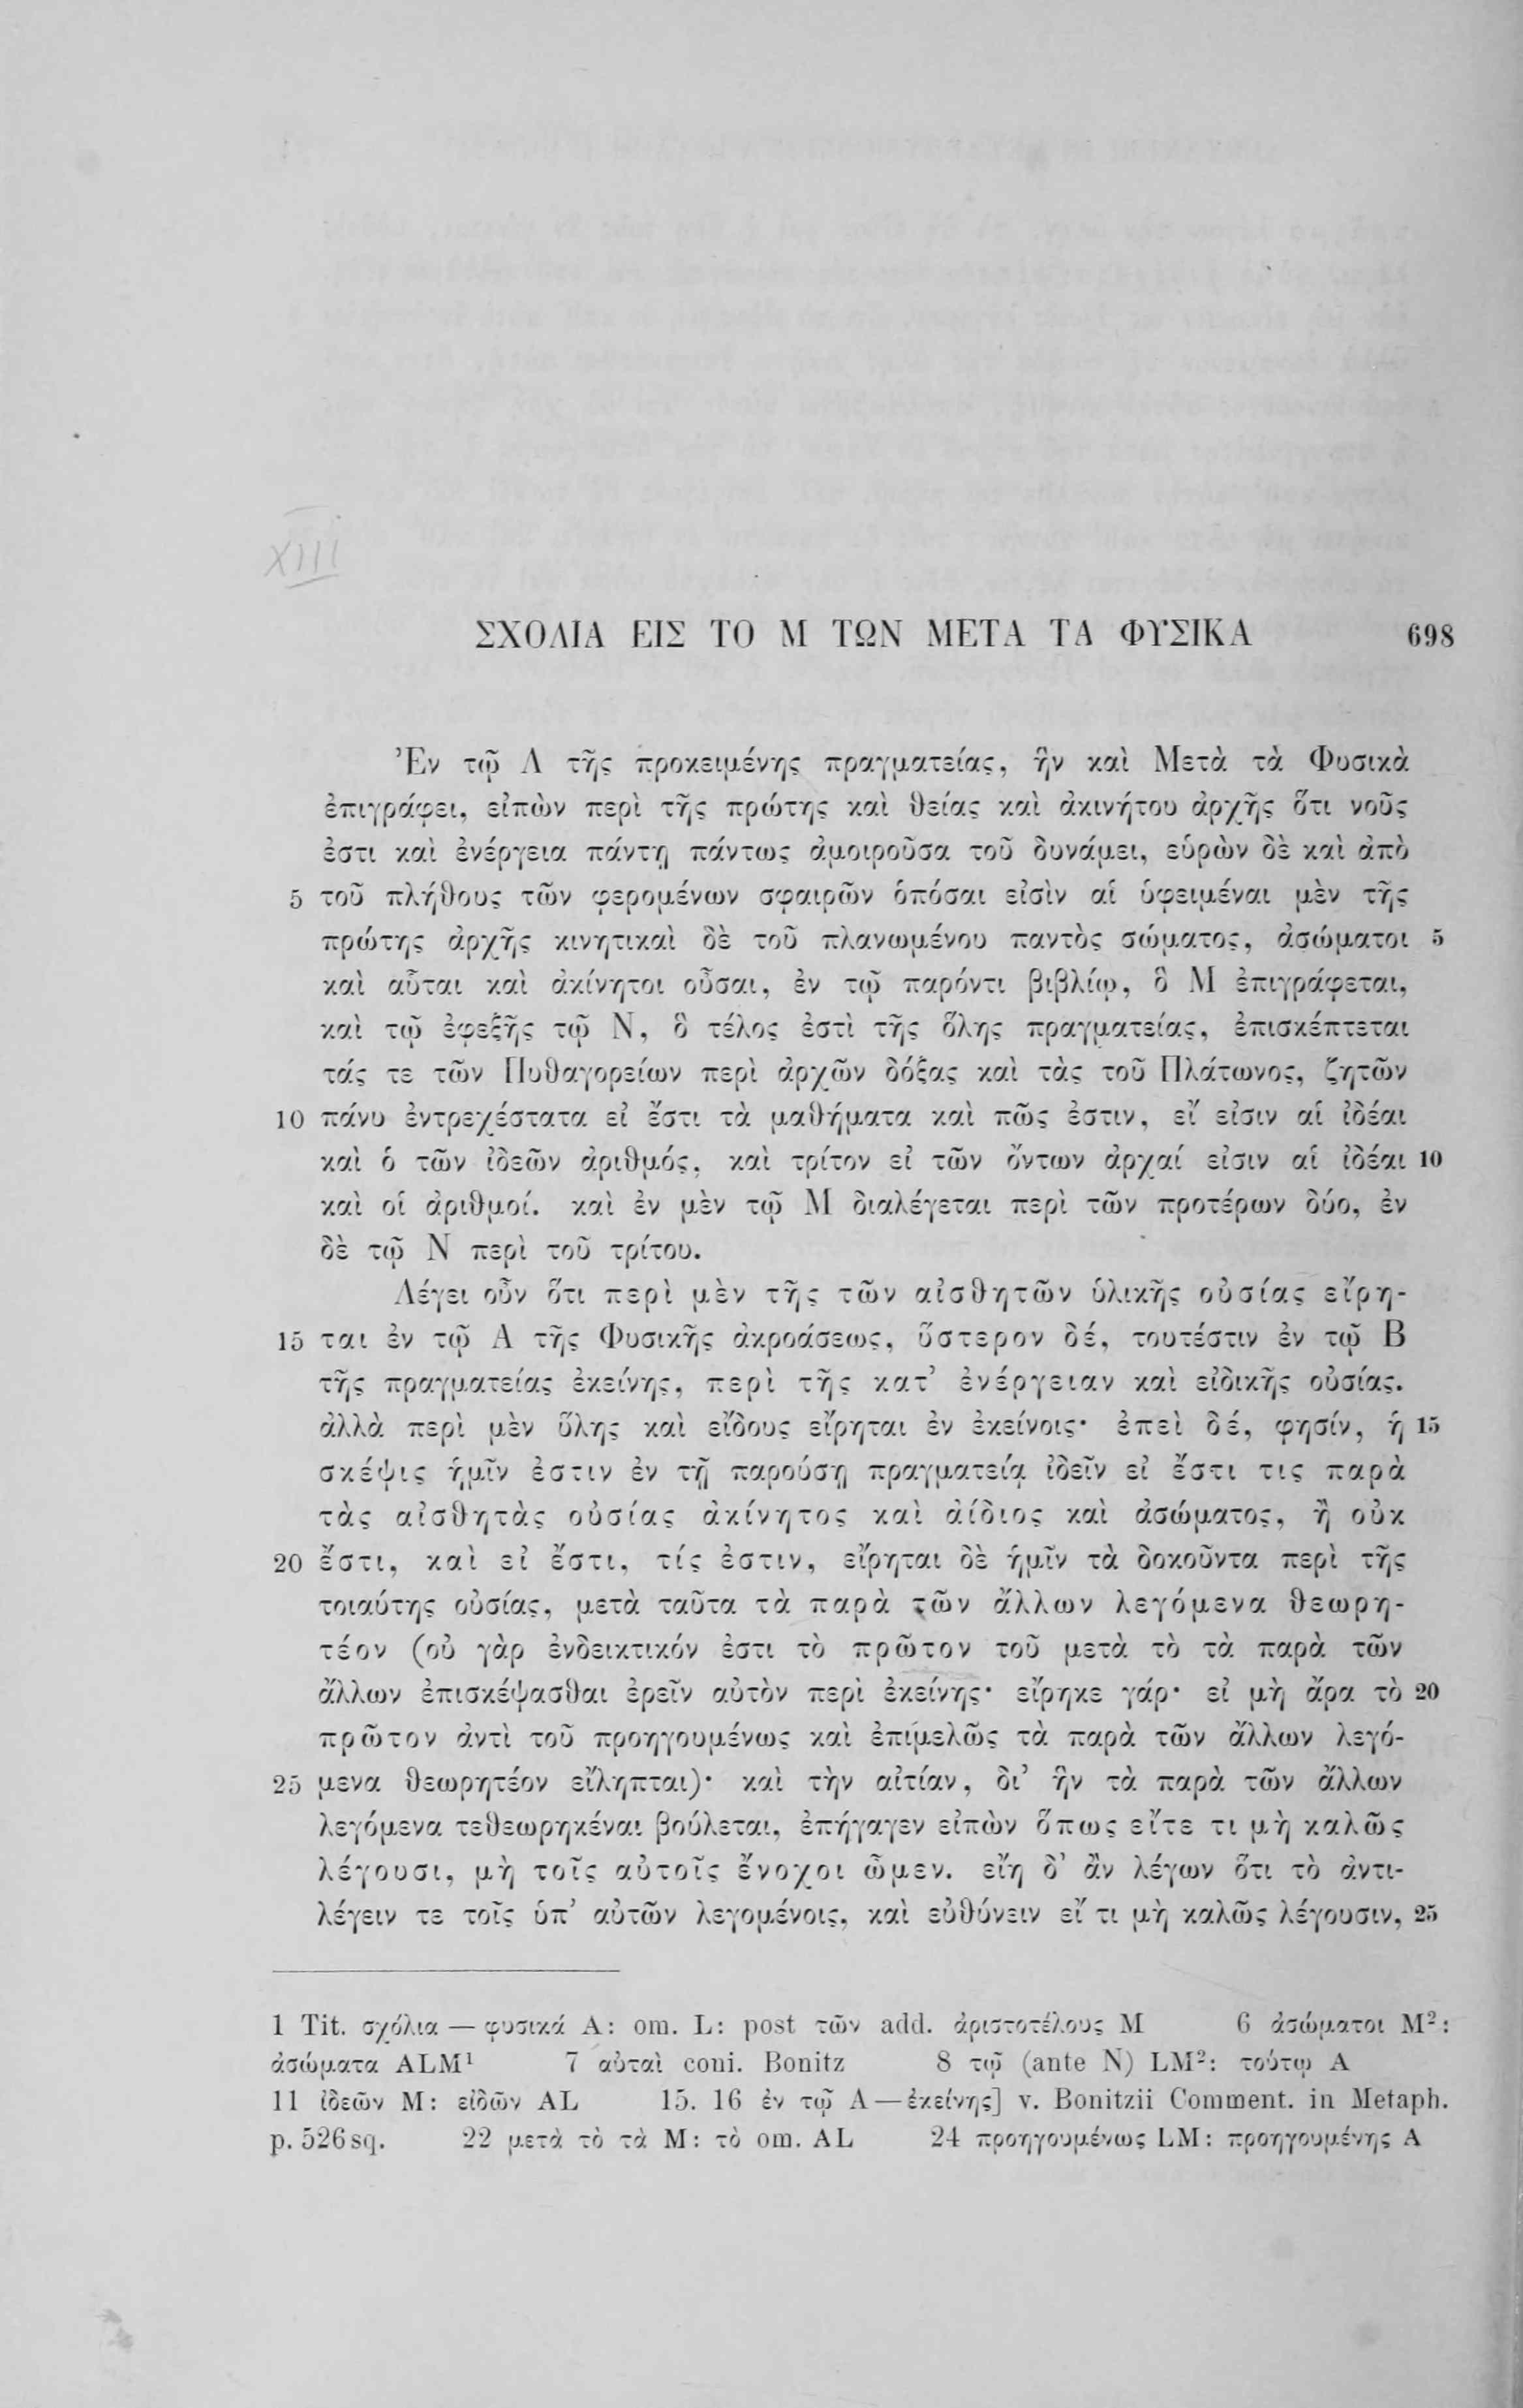 XIII
ΣΧΟΛΙΑ ΕΙΣ ΤΟ Μ ΤΩΝ ΜΕΤΑ ΤΑ ΦΥΣΙΚΑ 698
Ἐν τῷ Λ τῆς προκειμένης πραγματείας, ἣν καὶ Μετὰ τὰ Φυσικὰ
ἐπιγράφει, εἰπὼν περὶ τῆς πρώτης καὶ θείας καὶ ἀκινήτου ἀρχῆς ὅτι νοῦς
ἐστι καὶ ἐνέργεια πάντῃ πάντως ἀμοιροῦσα τοῦ δυνάμει, εὑρὼν δὲ καὶ ἀπὸ
5 τοῦ πλήθους τῶν φερομένων σφαιρῶν ὁπόσαι εἰσὶν αἱ ὑφειμέναι μὲν τῆς
πρώτης ἀρχῆς κινητικαὶ δὲ τοῦ πλανωμένου παντὸς σώματος, ἀσώματοι 5
καὶ αὗται καὶ ἀκίνητοι οὖσαι, ἐν τῷ παρόντι βιβλίῳ, ὃ Μ ἐπιγράφεται,
καὶ τῷ ἐφεξῆς τῷ Ν, ὃ τέλος ἐστὶ τῆς ὅλης πραγματείας, ἐπισκέπτεται
τάς τε τῶν Πυθαγορείων περὶ ἀρχῶν δόξας καὶ τὰς τοῦ Πλάτωνος, ζητῶν
10 πάνυ ἐντρεχέστατα εἰ ἔστι τὰ μαθήματα καὶ πῶς ἐστιν, εἴ εἰσιν αἱ ἰδέαι
καὶ ὁ τῶν ἰδεῶν ἀριθμός, καὶ τρίτον εἰ τῶν ὄντων ἀρχαί εἰσιν αἱ ἰδέαι 10
καὶ οἱ ἀριθμοί. καὶ ἐν μὲν τῷ Μ διαλέγεται περὶ τῶν προτέρων δύο, ἐν
δὲ τῷ Ν περὶ τοῦ τρίτου.
Λέγει οὖν ὅτι περὶ μὲν τῆς τῶν αἰσθητῶν ὑλικῆς οὐσίας εἴρη-
15 ται ἐν τῷ Α τῆς Φυσικῆς ἀκροάσεως, ὕστερον δέ, τουτέστιν ἐν τῷ Β
τῆς πραγματείας ἐκείνης, περὶ τῆς κατ’ ἐνέργειαν καὶ εἰδικῆς οὐσίας.
ἀλλὰ περὶ μὲν ὕλης καὶ εἴδους εἴρηται ἐν ἐκείνοις· ἐπεὶ δέ, φησίν, ἡ 15
σκέψις ἡμῖν ἐστιν ἐν τῇ παρούσῃ πραγματείᾳ ἰδεῖν εἰ ἔστι τις παρὰ
τὰς αἰσθητὰς οὐσίας ἀκίνητος καὶ ἀίδιος καὶ ἀσώματος, ἢ οὐκ
20 ἔστι, καὶ εἰ ἔστι, τίς ἐστιν, εἴρηται δὲ ἡμῖν τὰ δοκοῦντα περὶ τῆς
τοιαύτης οὐσίας, μετὰ ταῦτα τὰ παρὰ τῶν ἄλλων λεγόμενα θεωρη-
τέον (οὐ γὰρ ἐνδεικτικόν ἐστι τὸ πρῶτον τοῦ μετὰ τὸ τὰ παρὰ τῶν
ἄλλων ἐπισκέψασθαι ἐρεῖν αὐτὸν περὶ ἐκείνης· εἴρηκε γάρ· εἰ μὴ ἄρα τὸ 20
πρῶτον ἀντὶ τοῦ προηγουμένως καὶ ἐπιμελῶς τὰ παρὰ τῶν ἄλλων λεγό-
25 μενα θεωρητέον εἴληπται)· καὶ τὴν αἰτίαν, δι’ ἣν τὰ παρὰ τῶν ἄλλων
λεγόμενα τεθεωρηκέναι βούλεται, ἐπήγαγεν εἰπὼν ὅπως εἴτε τι μὴ καλῶς
λέγουσι, μὴ τοῖς αὐτοῖς ἔνοχοι ὦμεν. εἴη δ’ ἂν λέγων ὅτι τὸ ἀντι-
λέγειν τε τοῖς ὑπ’ αὐτῶν λεγομένοις, καὶ εὐθύνειν εἴ τι μὴ καλῶς λέγουσιν, 25
1 Tit. σχόλια — φυσικά A: om. L: post τῶν add. ἀριστοτέλους M 6 ἀσώματοι M²:
ἀσώματα ALM¹ 7 αὐταὶ coni. Bonitz 8 τῷ (ante N) LM²: τούτῳ A
11 ἰδεῶν M: εἰδῶν AL 15. 16 ἐν τῷ A — ἐκείνης] v. Bonitzii Comment. in Metaph.
p. 526 sq. 22 μετὰ τὸ τὰ M: τὸ om. AL 24 προηγουμένως LM: προηγουμένης A